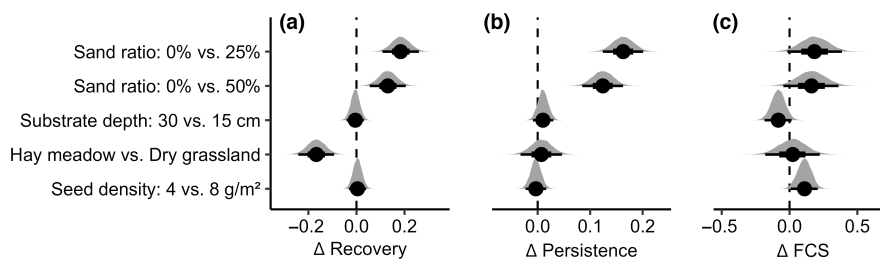 (a) (b) (c)
Sand ratio: 0% vs. 25%
Sand ratio: 0% vs. 50%
Substrate depth: 30 vs. 15 cm
Hay meadow vs. Dry grassland
Seed density: 4 vs. 8 g/m²
−0.2 0.0 0.2 0.0 0.1 0.2 −0.5 0.0 0.5
Δ Recovery Δ Persistence Δ FCS